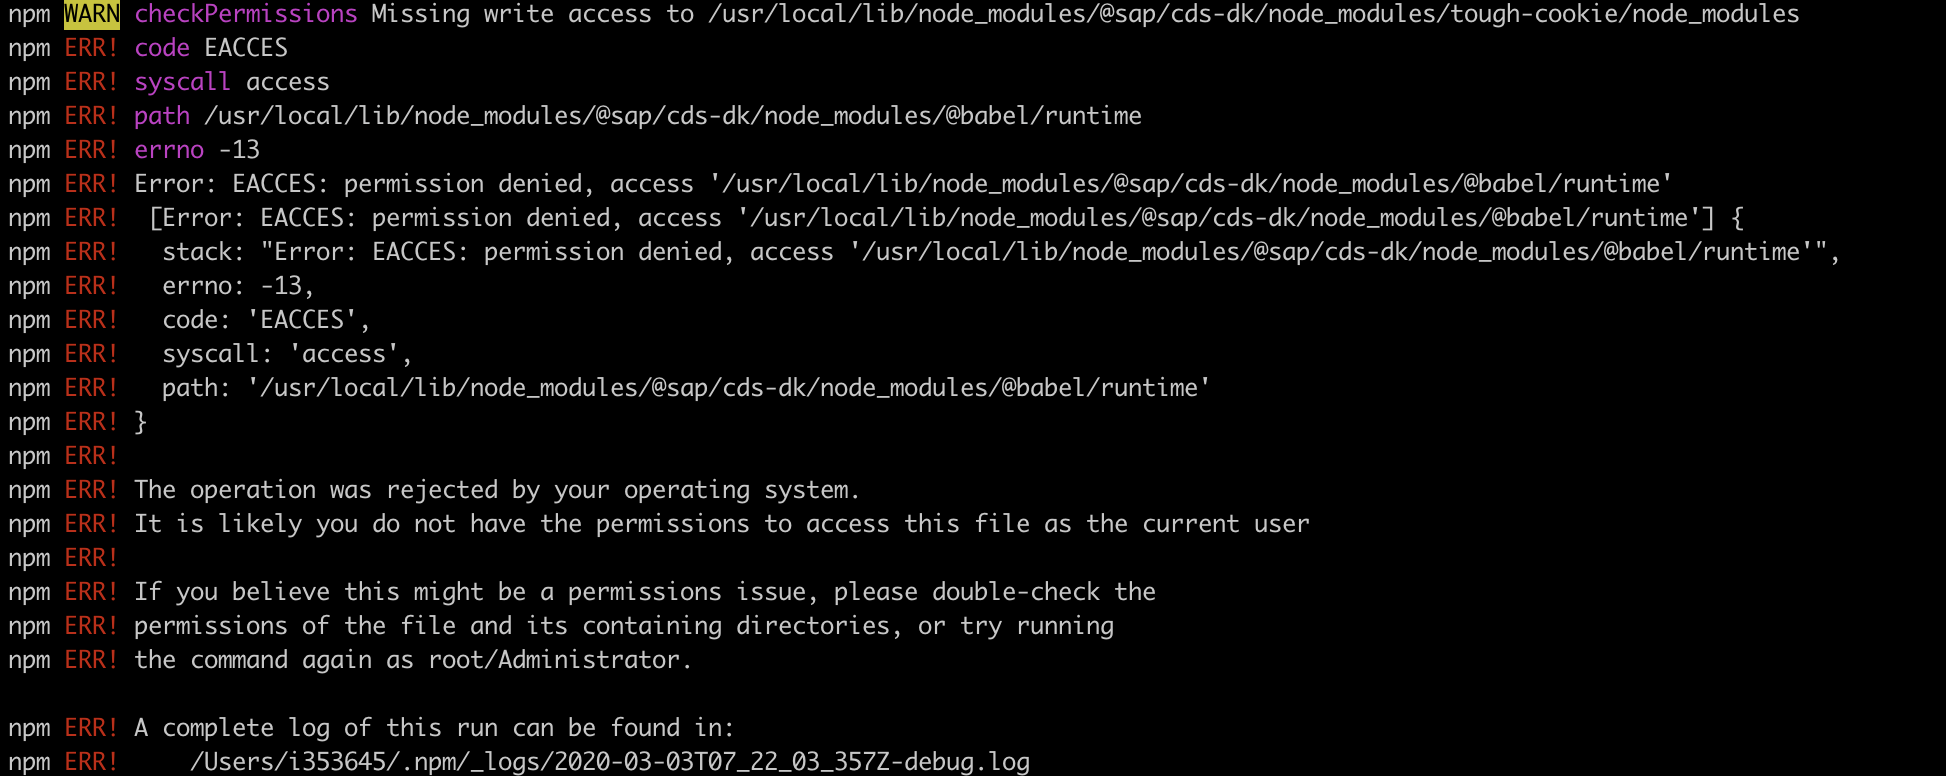 npm WARN checkPermissions Missing write access to /usr/local/lib/node_modules/@sap/cds-dk/node_modules/tough-cookie/node_modules
npm ERR! code EACCES
npm ERR! syscall access
npm ERR! path /usr/local/lib/node_modules/@sap/cds-dk/node_modules/@babel/runtime
npm ERR! errno -13
npm ERR! Error: EACCES: permission denied, access '/usr/local/lib/node_modules/@sap/cds-dk/node_modules/@babel/runtime'
npm ERR!  [Error: EACCES: permission denied, access '/usr/local/lib/node_modules/@sap/cds-dk/node_modules/@babel/runtime'] {
npm ERR!   stack: "Error: EACCES: permission denied, access '/usr/local/lib/node_modules/@sap/cds-dk/node_modules/@babel/runtime'",
npm ERR!   errno: -13,
npm ERR!   code: 'EACCES',
npm ERR!   syscall: 'access',
npm ERR!   path: '/usr/local/lib/node_modules/@sap/cds-dk/node_modules/@babel/runtime'
npm ERR! }
npm ERR!
npm ERR! The operation was rejected by your operating system.
npm ERR! It is likely you do not have the permissions to access this file as the current user
npm ERR!
npm ERR! If you believe this might be a permissions issue, please double-check the
npm ERR! permissions of the file and its containing directories, or try running
npm ERR! the command again as root/Administrator.

npm ERR! A complete log of this run can be found in:
npm ERR!     /Users/i353645/.npm/_logs/2020-03-03T07_22_03_357Z-debug.log